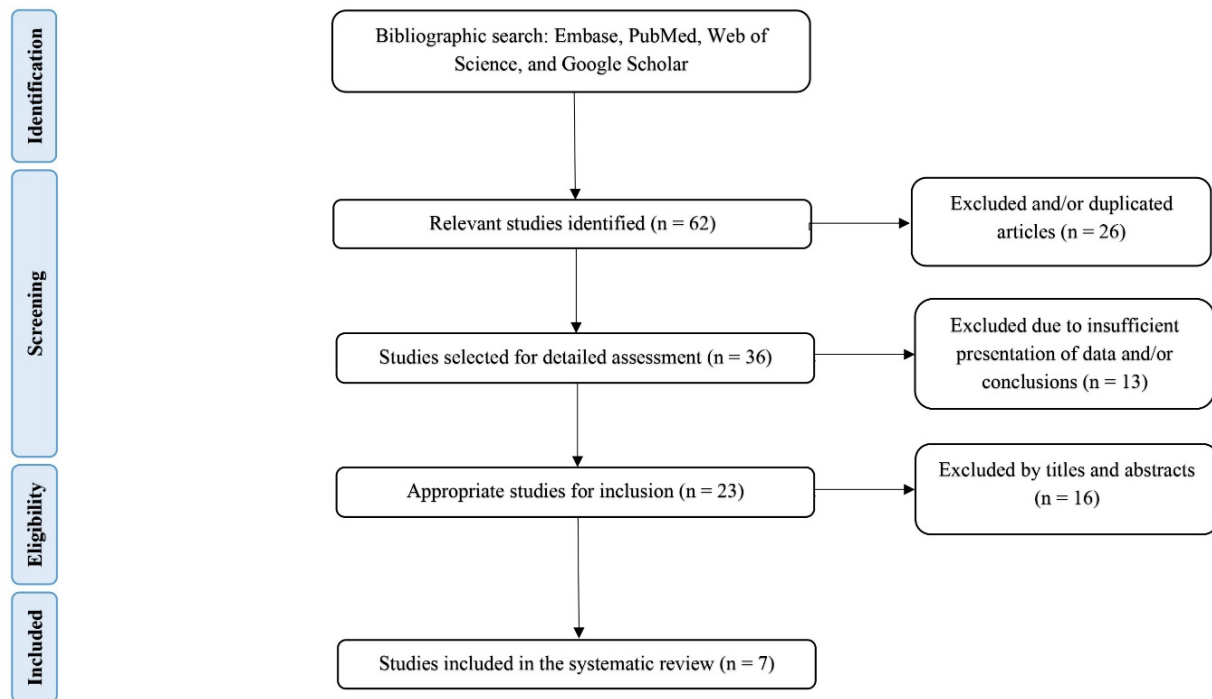 Identification
Bibliographic search: Embase, PubMed, Web of
Science, and Google Scholar
Screening
Relevant studies identified (n = 62)
Excluded and/or duplicated
articles (n = 26)
Studies selected for detailed assessment (n = 36)
Excluded due to insufficient
presentation of data and/or
conclusions (n = 13)
Eligibility
Appropriate studies for inclusion (n = 23)
Excluded by titles and abstracts
(n = 16)
Included
Studies included in the systematic review (n = 7)